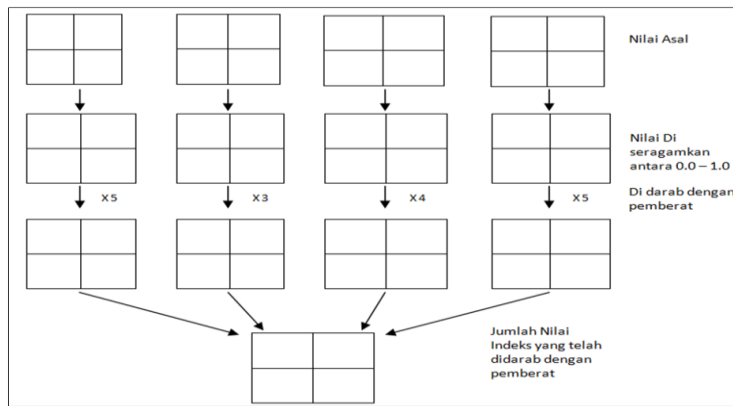 Nilai Asal
Nilai Di
seragamkan
antara 0.0 – 1.0
X5
X3
X4
X5
Di darab dengan
pemberat
Jumlah Nilai
Indeks yang telah
didarab dengan
pemberat